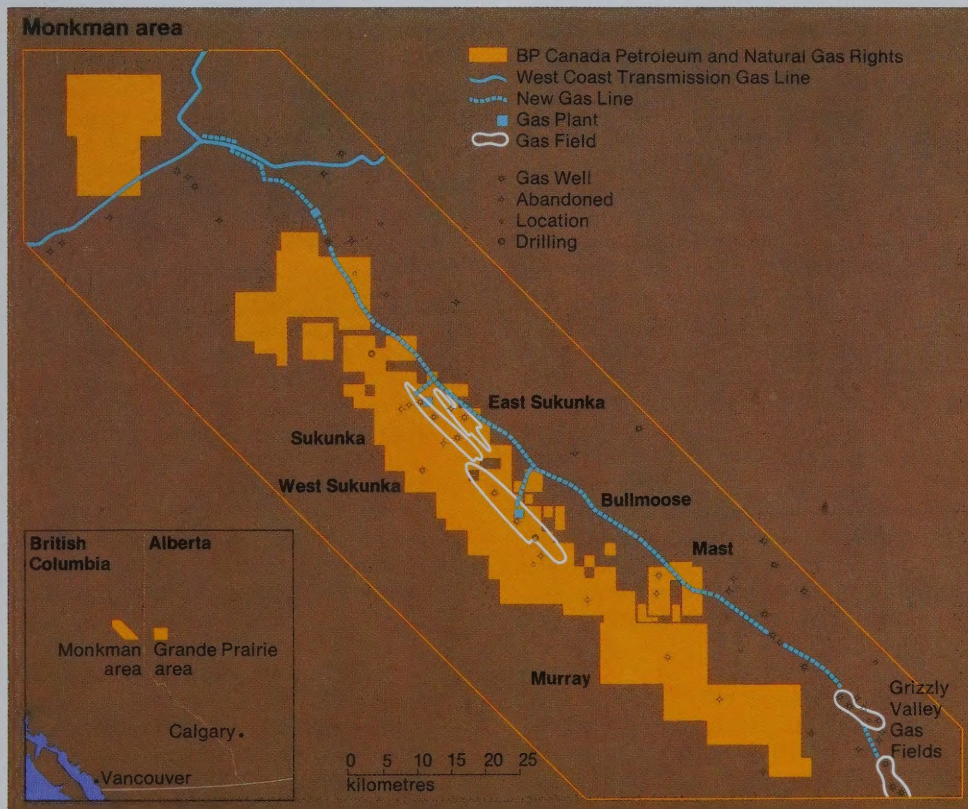 Monkman area
BP Canada Petroleum and Natural Gas Rights
West Coast Transmission Gas Line
New Gas Line
Gas Plant
Gas Field
Gas Well
Abandoned
Location
Drilling
East Sukunka
Sukunka
West Sukunka
Bullmoose
Mast
Murray
Grizzly
Valley
Gas
Fields
British
Columbia
Alberta
Monkman
area
Grande Prairie
area
Calgary
Vancouver
0 5 10 15 20 25
kilometres